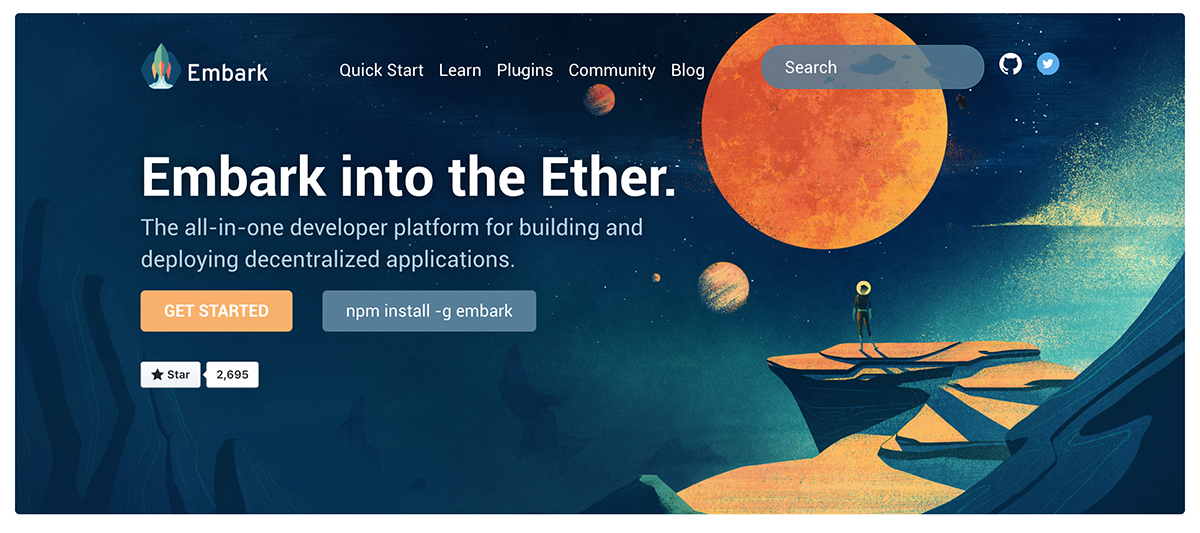 Embark
Quick Start Learn Plugins Community Blog
Search
Embark into the Ether.
The all-in-one developer platform for building and
deploying decentralized applications.
GET STARTED
npm install -g embark
Star 2,695